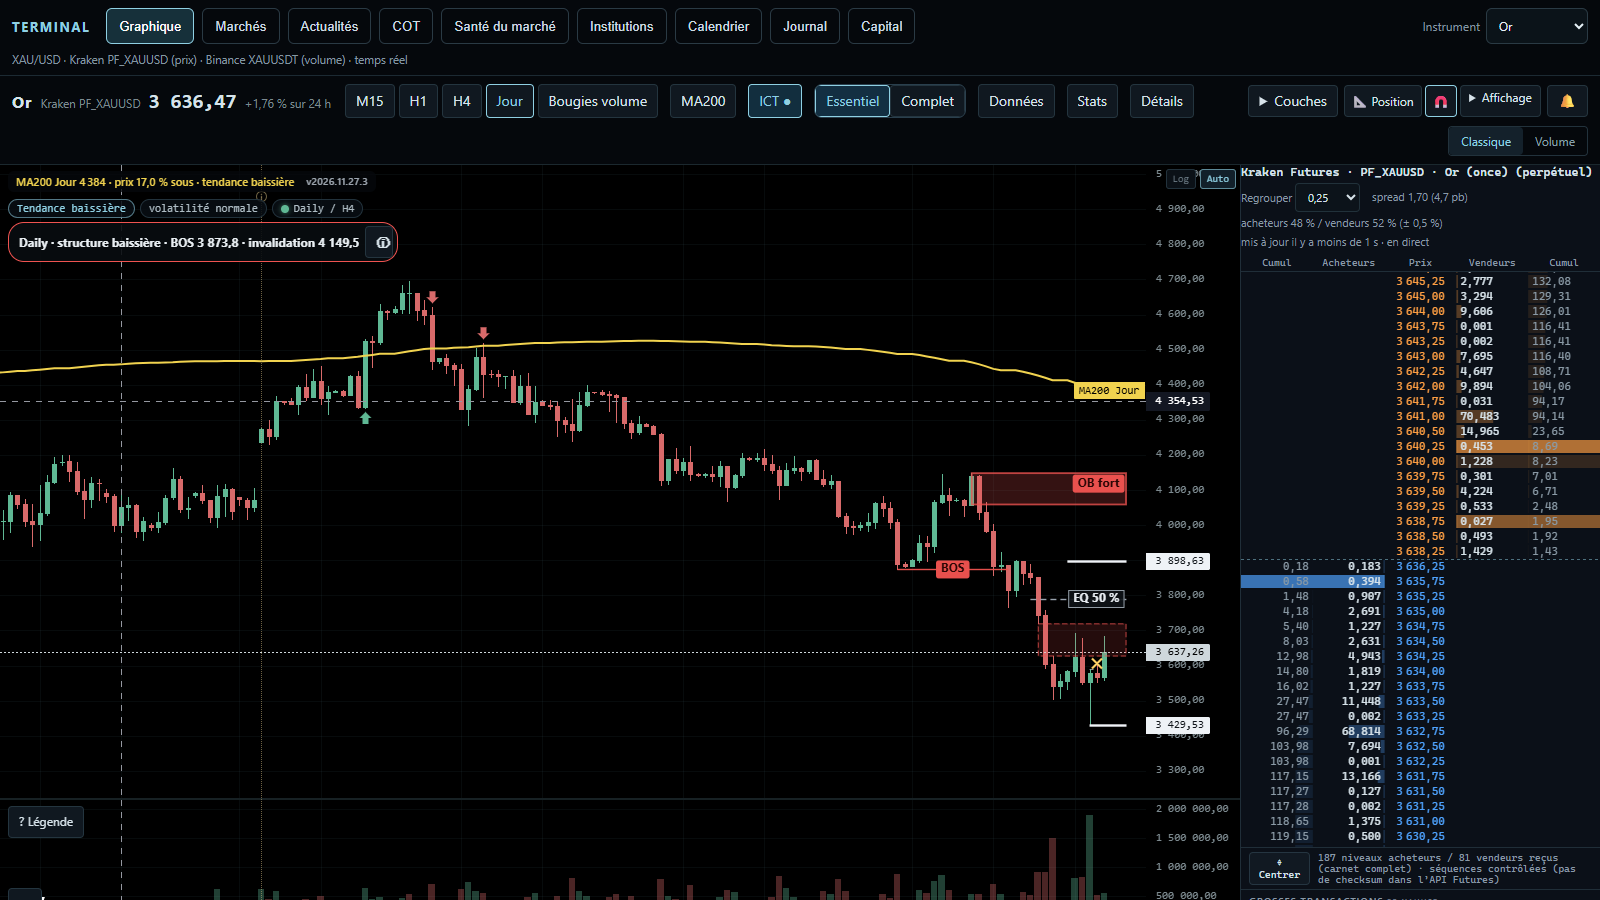 TERMINAL Graphique Marchés Actualités COT Santé du marché Institutions Calendrier Journal Capital Instrument Or
XAU/USD · Kraken PF_XAUUSD (prix) · Binance XAUUSDT (volume) · temps réel
Or Kraken PF_XAUUSD 3 636,47 +1,76 % sur 24 h M15 H1 H4 Jour Bougies volume MA200 ICT Essentiel Complet Données Stats Détails Couches Position Affichage
Classique Volume
MA200 Jour 4 384 · prix 17,0 % sous · tendance baissière v2026.11.27.3
Tendance baissière volatilité normale Daily / H4
Daily · structure baissière · BOS 3 873,8 · invalidation 4 149,5
Log Auto
4 900,00
4 800,00
4 700,00
4 600,00
4 500,00
4 400,00
MA200 Jour
4 354,53
4 300,00
4 200,00
OB fort
4 100,00
4 000,00
3 898,63
BOS
EQ 50 %
3 800,00
3 700,00
3 637,26
3 600,00
3 500,00
3 429,53
3 400,00
3 300,00
? Légende
2 000 000,00
1 500 000,00
1 000 000,00
500 000,00
Kraken Futures · PF_XAUUSD · Or (once) (perpétuel)
Regrouper 0,25 spread 1,70 (4,7 pb)
acheteurs 48 % / vendeurs 52 % (± 0,5 %)
mis à jour il y a moins de 1 s · en direct
Cumul Acheteurs Prix Vendeurs Cumul
3 645,25 2,777 132,08
3 645,00 3,294 129,31
3 644,00 9,606 126,01
3 643,75 0,001 116,41
3 643,25 0,002 116,41
3 643,00 7,695 116,40
3 642,25 4,647 108,71
3 642,00 9,894 104,06
3 641,75 0,031 94,17
3 641,00 70,483 94,14
3 640,50 14,965 23,65
3 640,25 0,453 8,69
3 640,00 1,228 8,23
3 639,75 0,301 7,01
3 639,50 4,224 6,71
3 639,25 0,533 2,48
3 638,75 0,027 1,95
3 638,50 0,493 1,92
3 638,25 1,429 1,43
0,18 0,183 3 636,25
0,58 0,394 3 635,75
1,48 0,907 3 635,25
4,18 2,691 3 635,00
5,40 1,227 3 634,75
8,03 2,631 3 634,50
12,98 4,943 3 634,25
14,80 1,819 3 634,00
16,02 1,227 3 633,75
27,47 11,448 3 633,50
27,47 0,002 3 633,25
96,29 68,814 3 632,75
103,98 7,694 3 632,50
103,98 0,001 3 632,25
117,15 13,166 3 631,75
117,27 0,127 3 631,50
117,28 0,002 3 631,25
118,65 1,375 3 631,00
119,15 0,500 3 630,25
Centrer
187 niveaux acheteurs / 81 vendeurs reçus
(carnet complet) · séquences contrôlées (pas
de checksum dans l'API Futures)